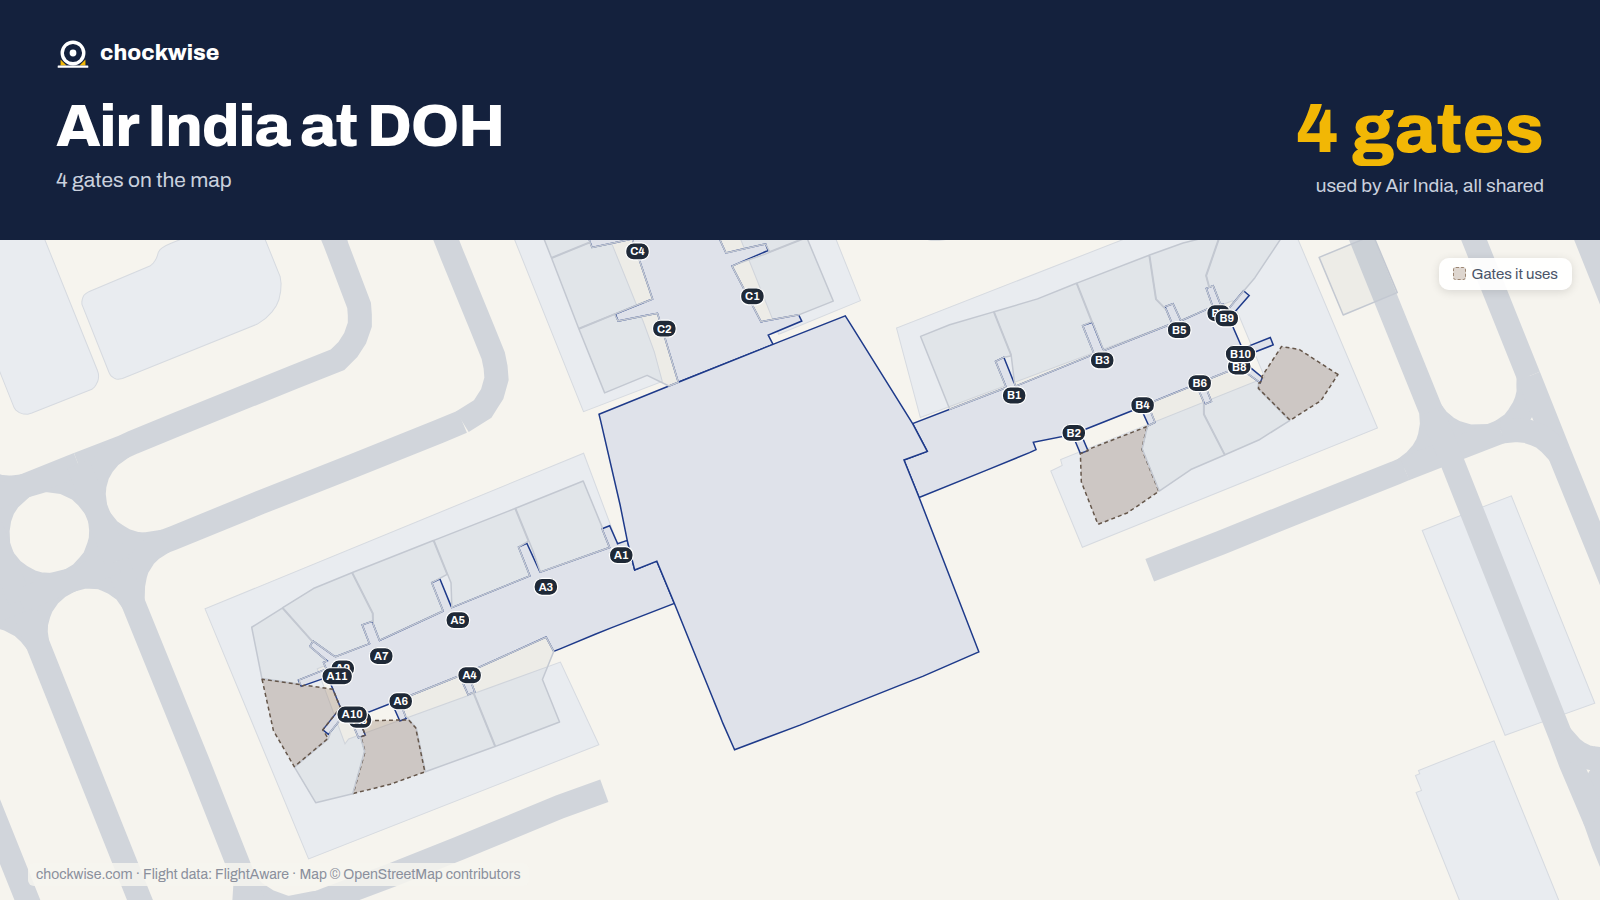 chockwise
Air India at DOH
4 gates on the map
4 gates
used by Air India, all shared
Gates it uses
C4
C1
C2
B9
B5
B10
B3
B8
B6
B1
B4
B2
A1
A3
A5
A7
A11
A4
A6
A10
chockwise.com · Flight data: FlightAware · Map © OpenStreetMap contributors